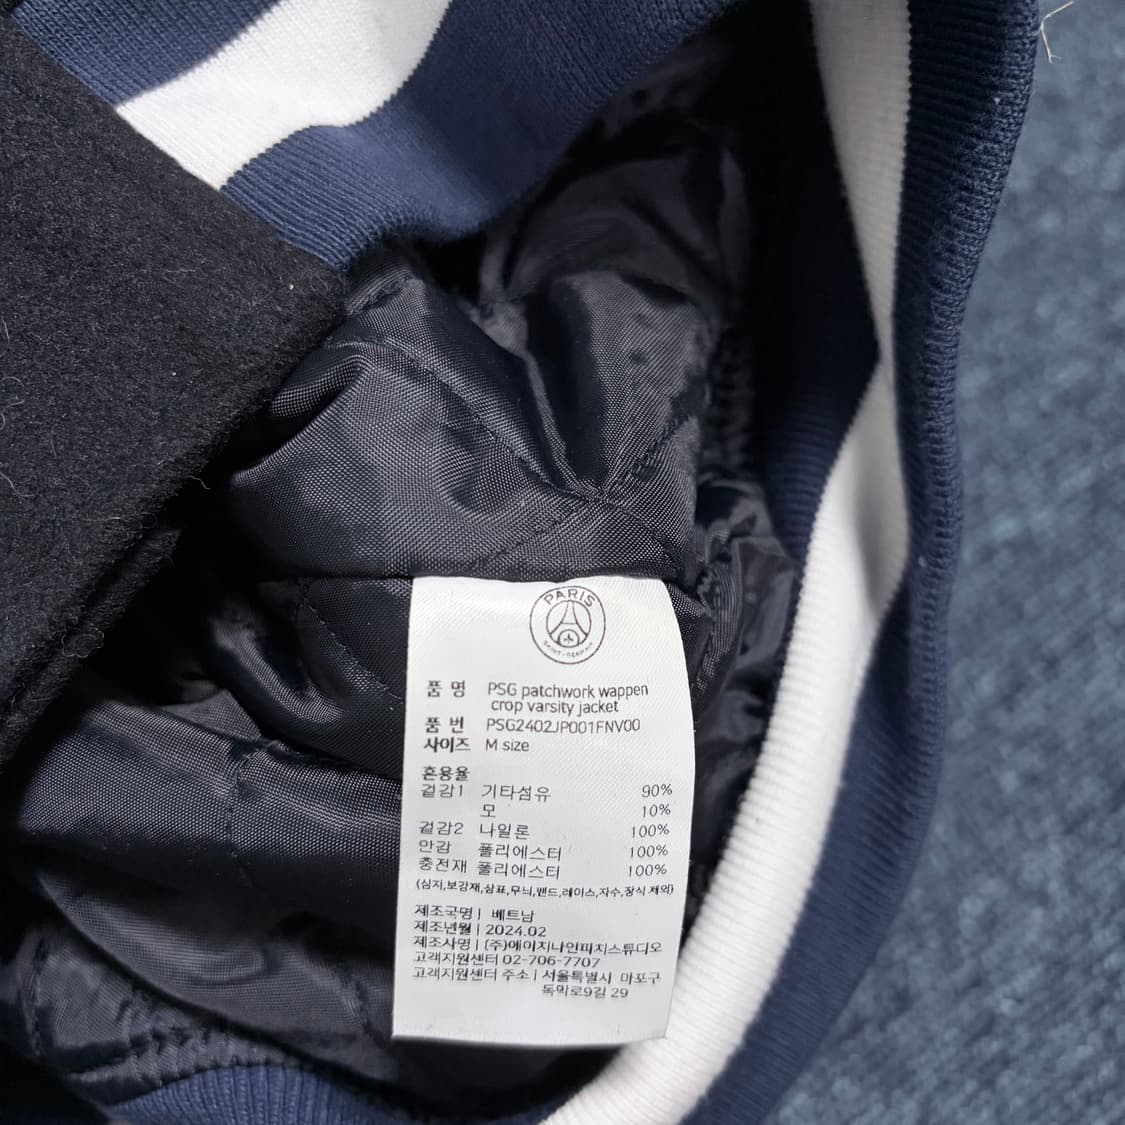 PARIS
SAINT-GERMAIN
품 명 PSG patchwork wappen
crop varsity jacket
품 번 PSG2402JP001FNV00
사이즈 M size
혼용율
겉감1 기타섬유 90%
모 10%
겉감2 나일론 100%
안감 폴리에스터 100%
충전재 폴리에스터 100%
(심지,보강재,상표,무늬,밴드,레이스,자수,장식 제외)
제조국명 | 베트남
제조년월 | 2024.02
제조사명 | (주)에이치나인피치스튜디오
고객지원센터 02-706-7707
고객지원센터 주소 | 서울특별시 마포구
독막로9길 29